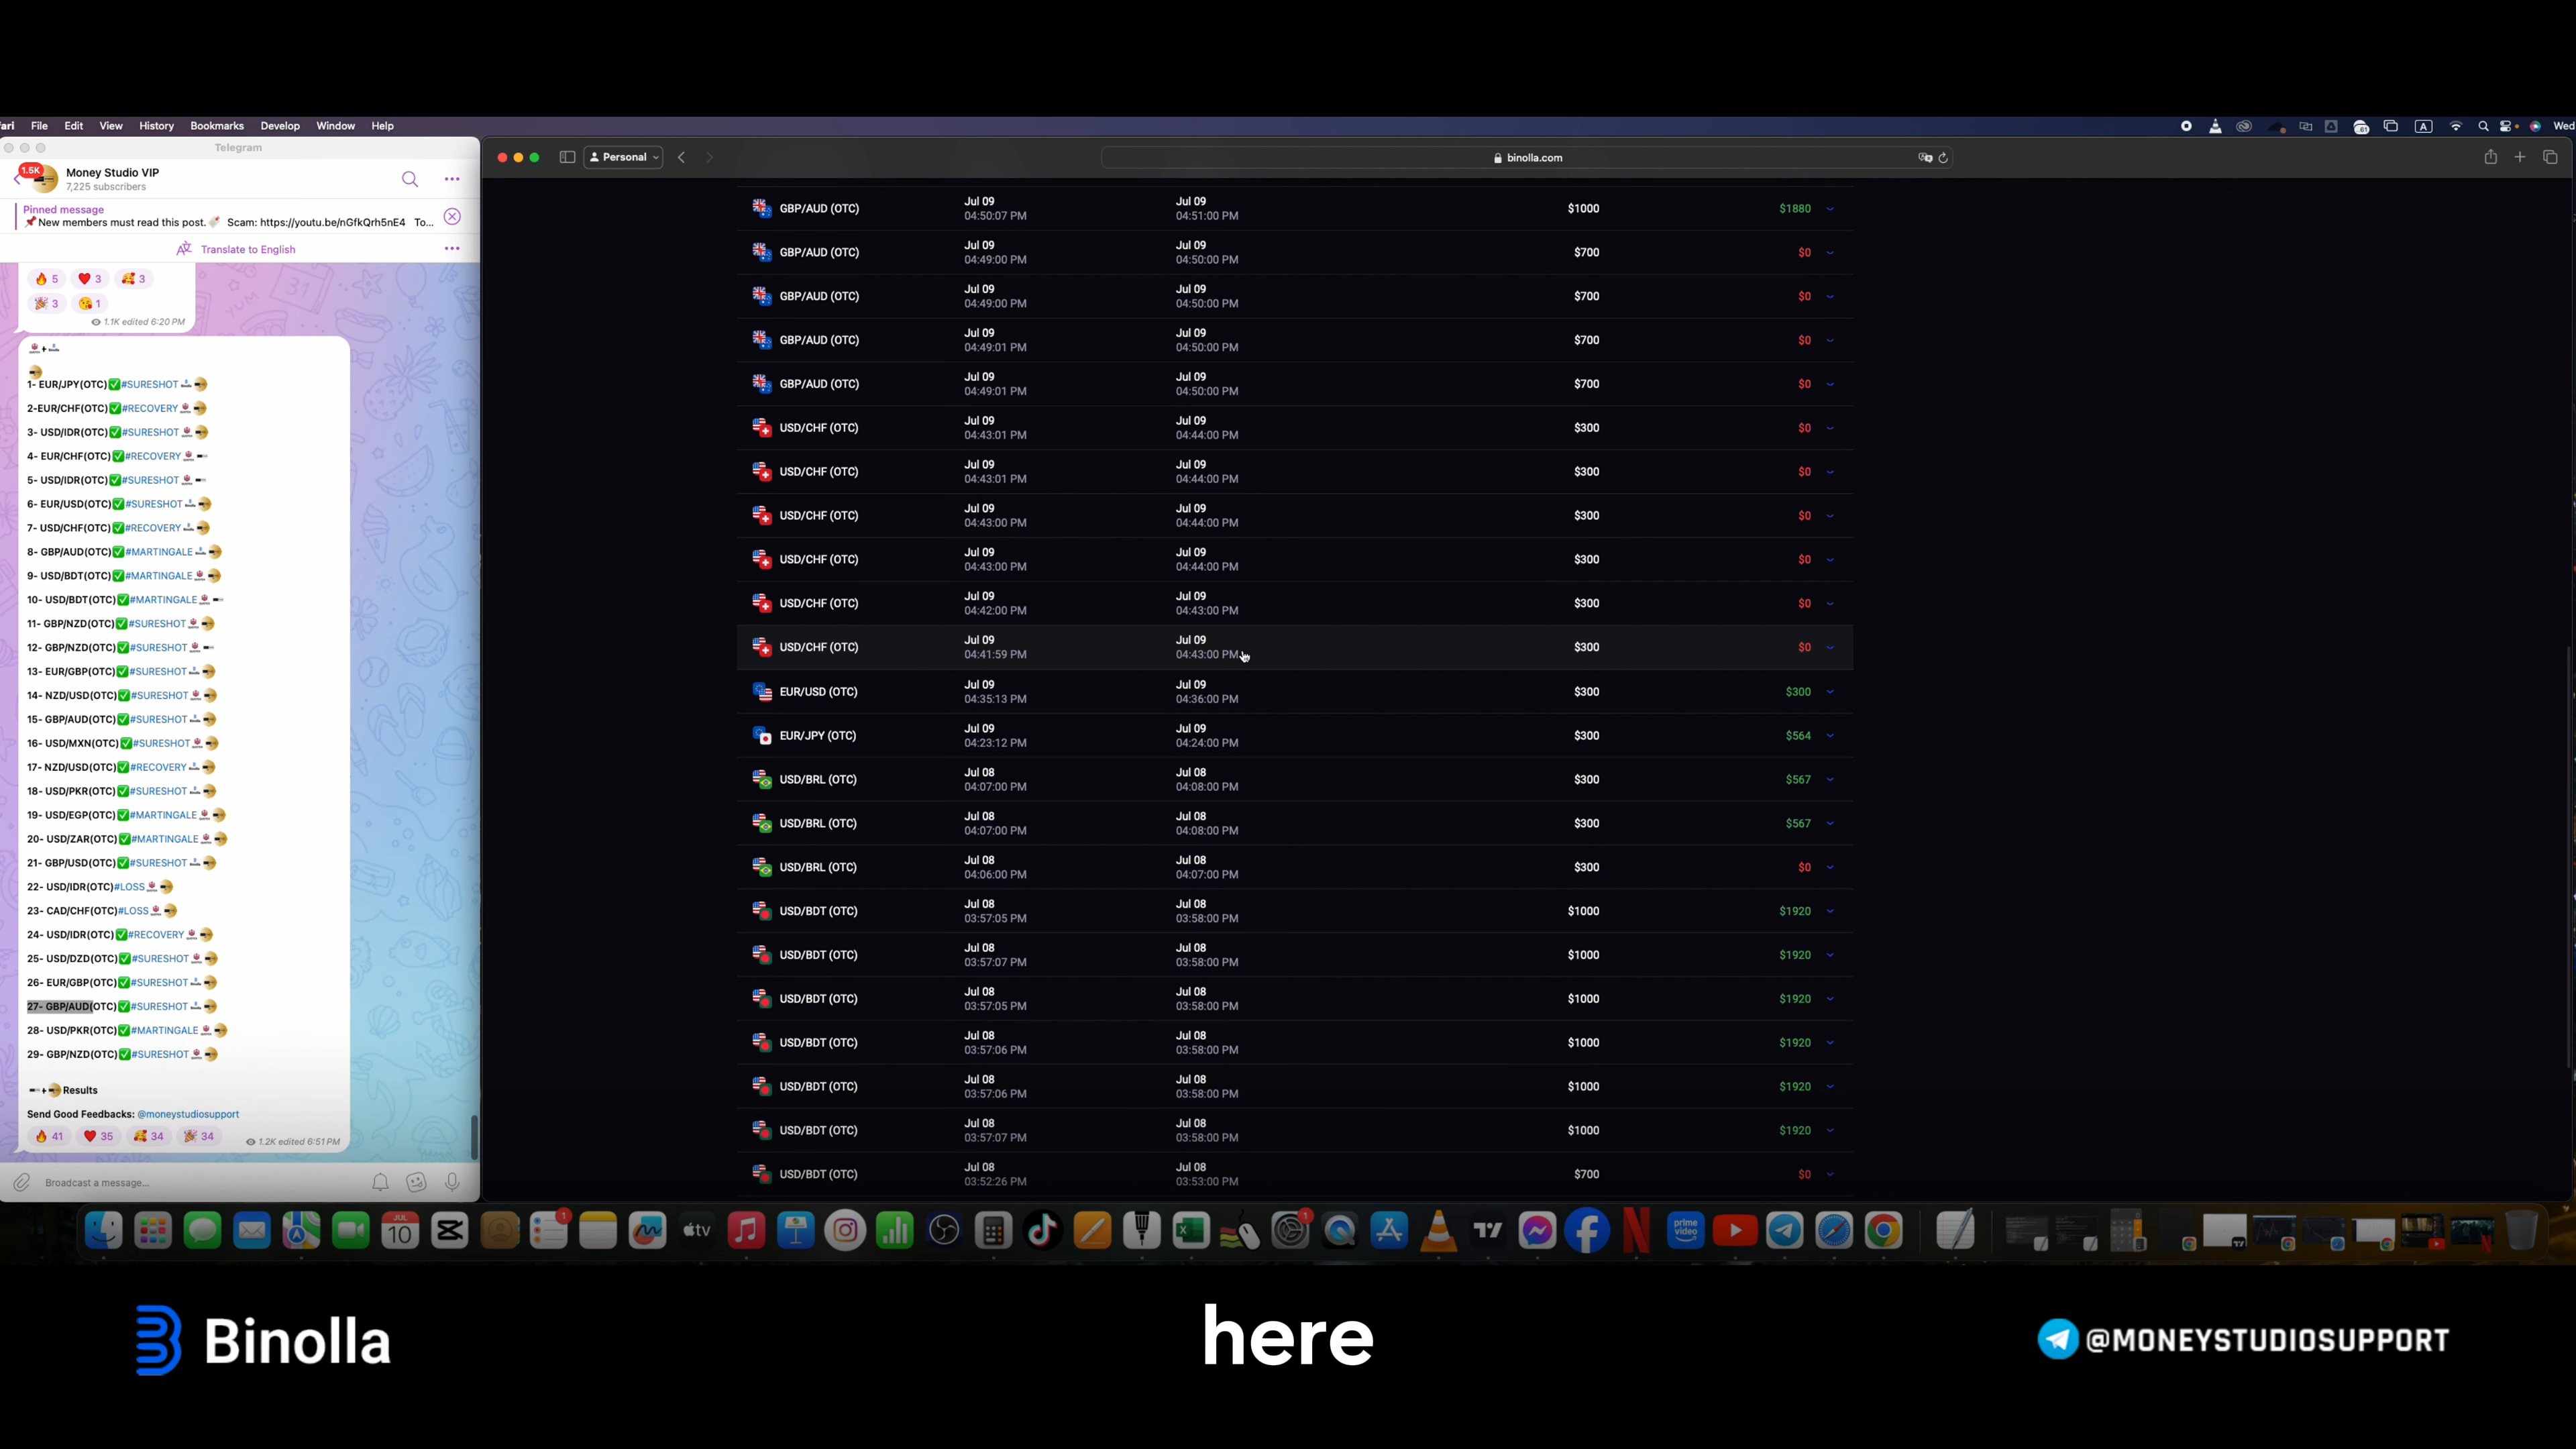 ari File Edit View History Bookmarks Develop Window Help
Wed
Telegram
1.5K
Money Studio VIP
7,225 subscribers
Pinned message
📌New members must read this post. Scam: https://youtu.be/nGfkQrh5nE4 To...
Translate to English
🔥 5 ❤️ 3 🥰 3
🎉 3 😘 1
1.1K edited 6:20 PM
1- EUR/JPY(OTC)✅#SURESHOT
2-EUR/CHF(OTC)✅#RECOVERY
3- USD/IDR(OTC)✅#SURESHOT
4- EUR/CHF(OTC)✅#RECOVERY
5- USD/IDR(OTC)✅#SURESHOT
6- EUR/USD(OTC)✅#SURESHOT
7- USD/CHF(OTC)✅#RECOVERY
8- GBP/AUD(OTC)✅#MARTINGALE
9- USD/BDT(OTC)✅#MARTINGALE
10- USD/BDT(OTC)✅#MARTINGALE
11- GBP/NZD(OTC)✅#SURESHOT
12- GBP/NZD(OTC)✅#SURESHOT
13- EUR/GBP(OTC)✅#SURESHOT
14- NZD/USD(OTC)✅#SURESHOT
15- GBP/AUD(OTC)✅#SURESHOT
16- USD/MXN(OTC)✅#SURESHOT
17- NZD/USD(OTC)✅#RECOVERY
18- USD/PKR(OTC)✅#SURESHOT
19- USD/EGP(OTC)✅#MARTINGALE
20- USD/ZAR(OTC)✅#MARTINGALE
21- GBP/USD(OTC)✅#SURESHOT
22- USD/IDR(OTC)#LOSS
23- CAD/CHF(OTC)#LOSS
24- USD/IDR(OTC)✅#RECOVERY
25- USD/DZD(OTC)✅#SURESHOT
26- EUR/GBP(OTC)✅#SURESHOT
27- GBP/AUD(OTC)✅#SURESHOT
28- USD/PKR(OTC)✅#MARTINGALE
29- GBP/NZD(OTC)✅#SURESHOT
+ Results
Send Good Feedbacks: @moneystudiosupport
🔥 41 ❤️ 35 🥰 34 🎉 34
1.2K edited 6:51 PM
Broadcast a message...
Personal
binolla.com
GBP/AUD (OTC) Jul 09 04:50:07 PM Jul 09 04:51:00 PM $1000 $1880
GBP/AUD (OTC) Jul 09 04:49:00 PM Jul 09 04:50:00 PM $700 $0
GBP/AUD (OTC) Jul 09 04:49:00 PM Jul 09 04:50:00 PM $700 $0
GBP/AUD (OTC) Jul 09 04:49:01 PM Jul 09 04:50:00 PM $700 $0
GBP/AUD (OTC) Jul 09 04:49:01 PM Jul 09 04:50:00 PM $700 $0
USD/CHF (OTC) Jul 09 04:43:01 PM Jul 09 04:44:00 PM $300 $0
USD/CHF (OTC) Jul 09 04:43:01 PM Jul 09 04:44:00 PM $300 $0
USD/CHF (OTC) Jul 09 04:43:00 PM Jul 09 04:44:00 PM $300 $0
USD/CHF (OTC) Jul 09 04:43:00 PM Jul 09 04:44:00 PM $300 $0
USD/CHF (OTC) Jul 09 04:42:00 PM Jul 09 04:43:00 PM $300 $0
USD/CHF (OTC) Jul 09 04:41:59 PM Jul 09 04:43:00 PM $300 $0
EUR/USD (OTC) Jul 09 04:35:13 PM Jul 09 04:36:00 PM $300 $300
EUR/JPY (OTC) Jul 09 04:23:12 PM Jul 09 04:24:00 PM $300 $564
USD/BRL (OTC) Jul 08 04:07:00 PM Jul 08 04:08:00 PM $300 $567
USD/BRL (OTC) Jul 08 04:07:00 PM Jul 08 04:08:00 PM $300 $567
USD/BRL (OTC) Jul 08 04:06:00 PM Jul 08 04:07:00 PM $300 $0
USD/BDT (OTC) Jul 08 03:57:05 PM Jul 08 03:58:00 PM $1000 $1920
USD/BDT (OTC) Jul 08 03:57:07 PM Jul 08 03:58:00 PM $1000 $1920
USD/BDT (OTC) Jul 08 03:57:05 PM Jul 08 03:58:00 PM $1000 $1920
USD/BDT (OTC) Jul 08 03:57:06 PM Jul 08 03:58:00 PM $1000 $1920
USD/BDT (OTC) Jul 08 03:57:06 PM Jul 08 03:58:00 PM $1000 $1920
USD/BDT (OTC) Jul 08 03:57:07 PM Jul 08 03:58:00 PM $1000 $1920
USD/BDT (OTC) Jul 08 03:52:26 PM Jul 08 03:53:00 PM $700 $0
JUL 10
1
tv
prime video
1
Binolla
here
@MONEYSTUDIOSUPPORT